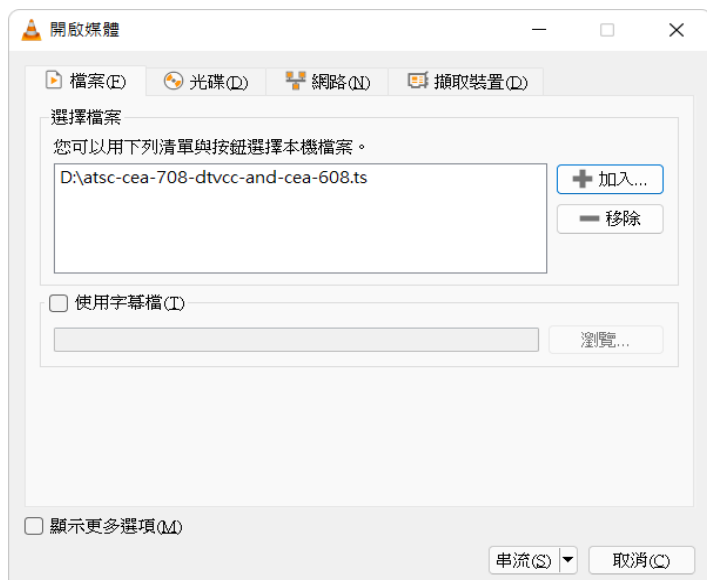 開啟媒體
檔案(F)
光碟(D)
網路(N)
擷取裝置(D)
選擇檔案
您可以用下列清單與按鈕選擇本機檔案。
D:\atsc-cea-708-dtvcc-and-cea-608.ts
加入...
移除
使用字幕檔(T)
瀏覽...
顯示更多選項(M)
串流(S)
取消(C)